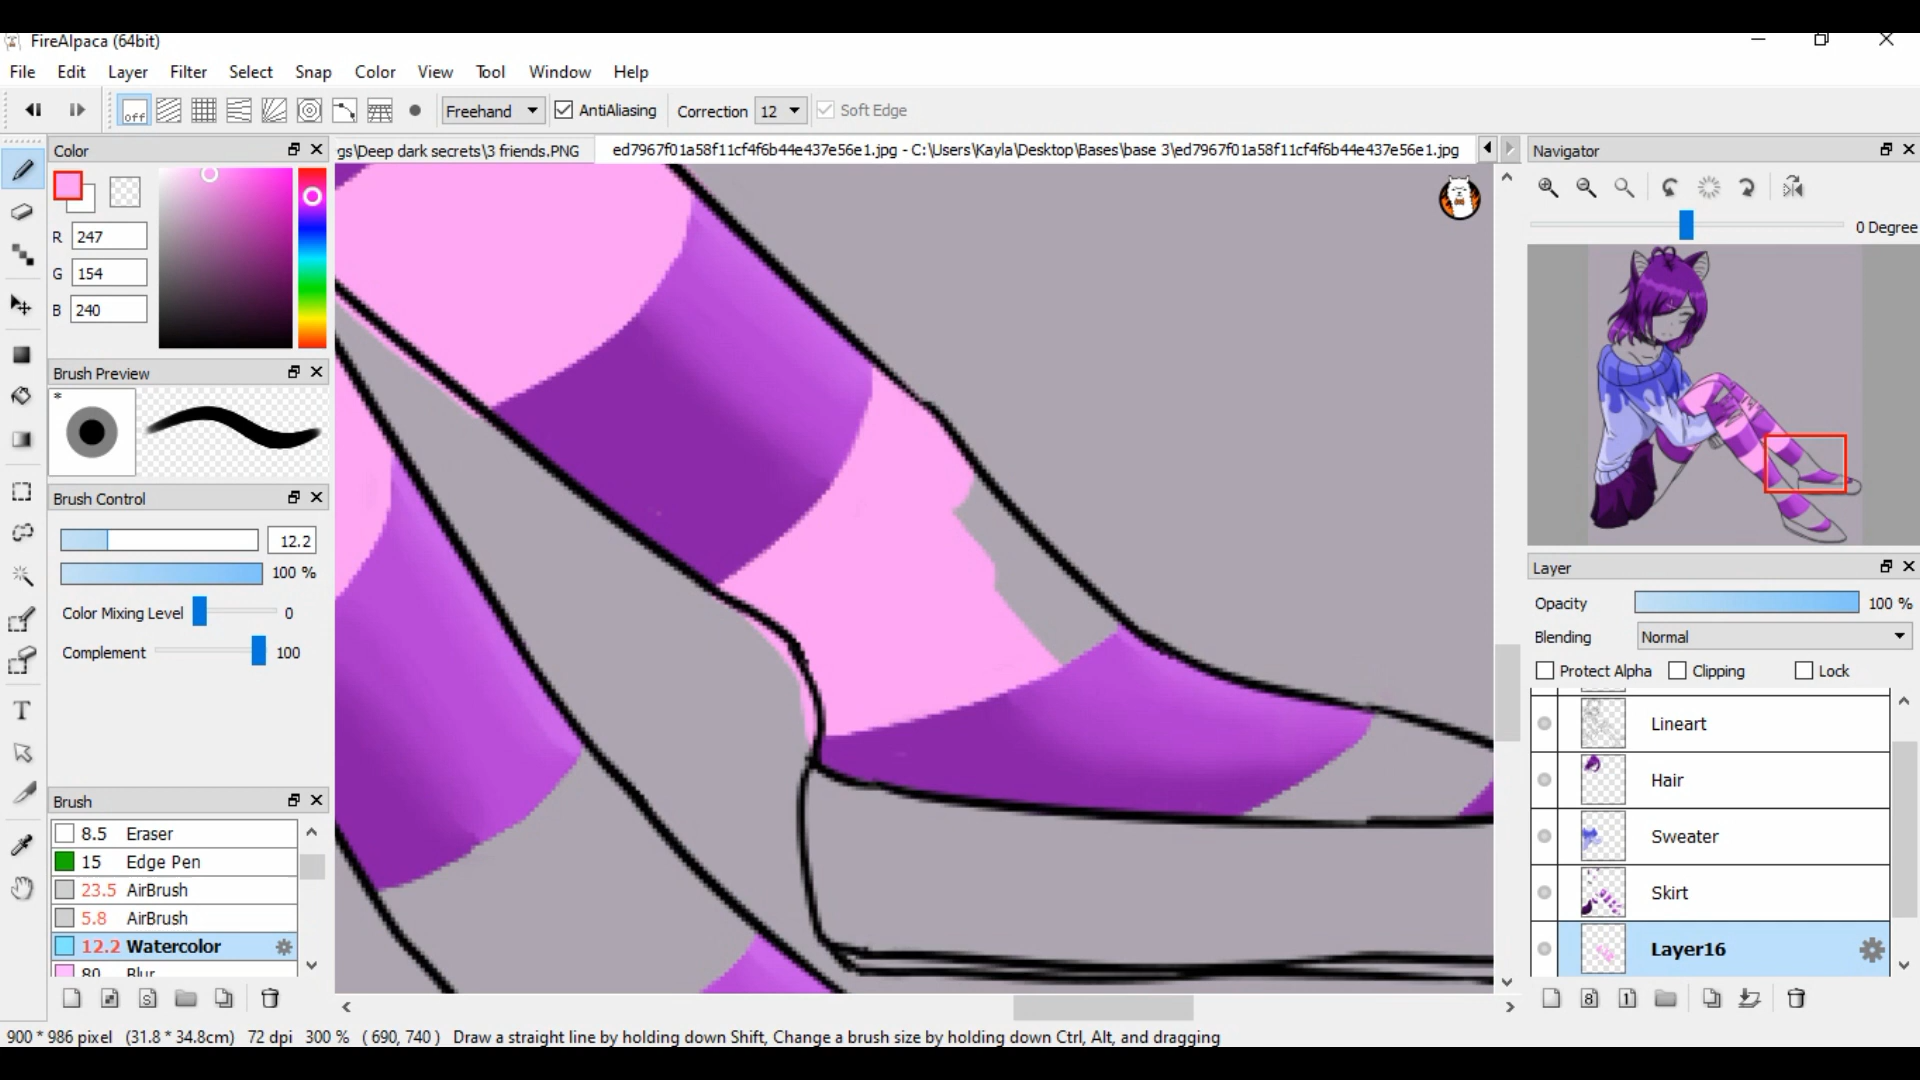 FireAlpaca (64bit)
File Edit Layer Filter Select Snap Color View Tool Window Help
off Freehand AntiAliasing Correction 12 Soft Edge
Color
gs\Deep dark secrets\3 friends.PNG
ed7967f01a58f11cf4f6b44e437e56e1.jpg - C:\Users\Kayla\Desktop\Bases\base 3\ed7967f01a58f11cf4f6b44e437e56e1.jpg
Navigator
R 247
G 154
B 240
0 Degree
Brush Preview
*
Brush Control
12.2
100 %
Color Mixing Level 0
Complement 100
T
Layer
Opacity 100 %
Blending Normal
Protect Alpha Clipping Lock
Lineart
Hair
Sweater
Skirt
Layer16
8 1
Brush
8.5 Eraser
15 Edge Pen
23.5 AirBrush
5.8 AirBrush
12.2 Watercolor
80 Blur
S
900 * 986 pixel (31.8 * 34.8cm) 72 dpi 300 % ( 690, 740 ) Draw a straight line by holding down Shift, Change a brush size by holding down Ctrl, Alt, and dragging